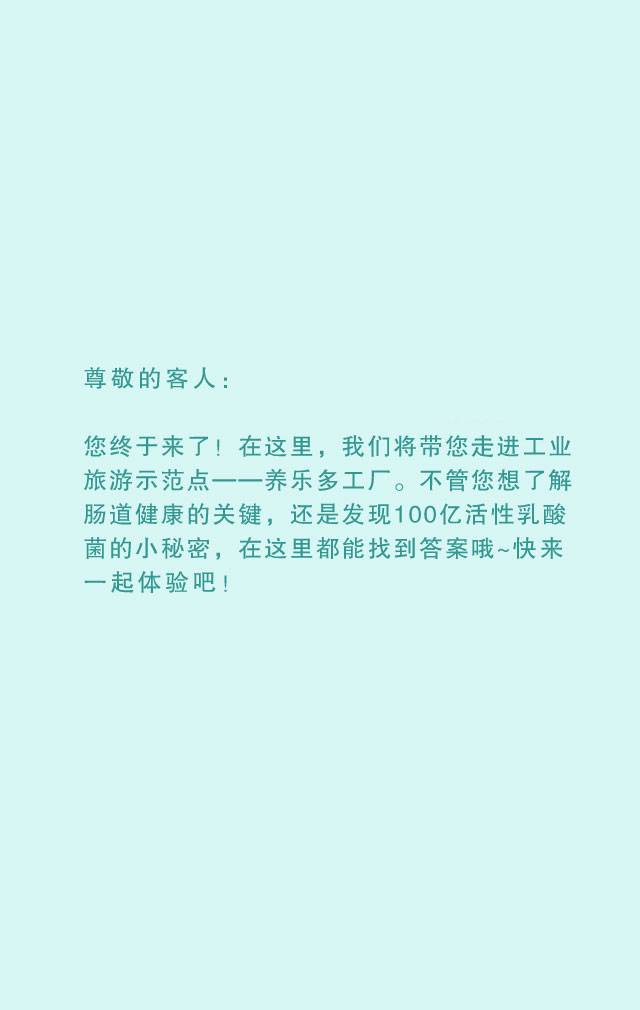 尊敬的客人：
您终于来了！在这里，我们将带您走进工业
旅游示范点——养乐多工厂。不管您想了解
肠道健康的关键，还是发现100亿活性乳酸
菌的小秘密，在这里都能找到答案哦~快来
一起体验吧！